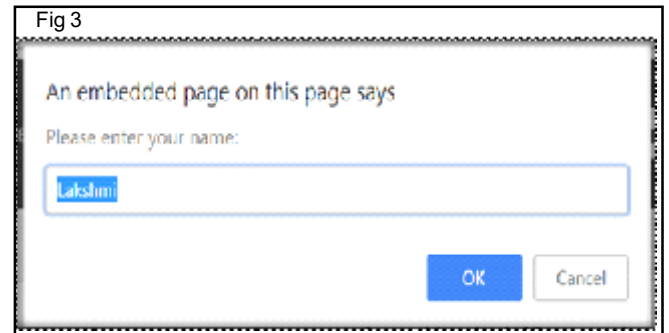 Fig 3
An embedded page on this page says
Please enter your name:
Lakshmi
OK Cancel